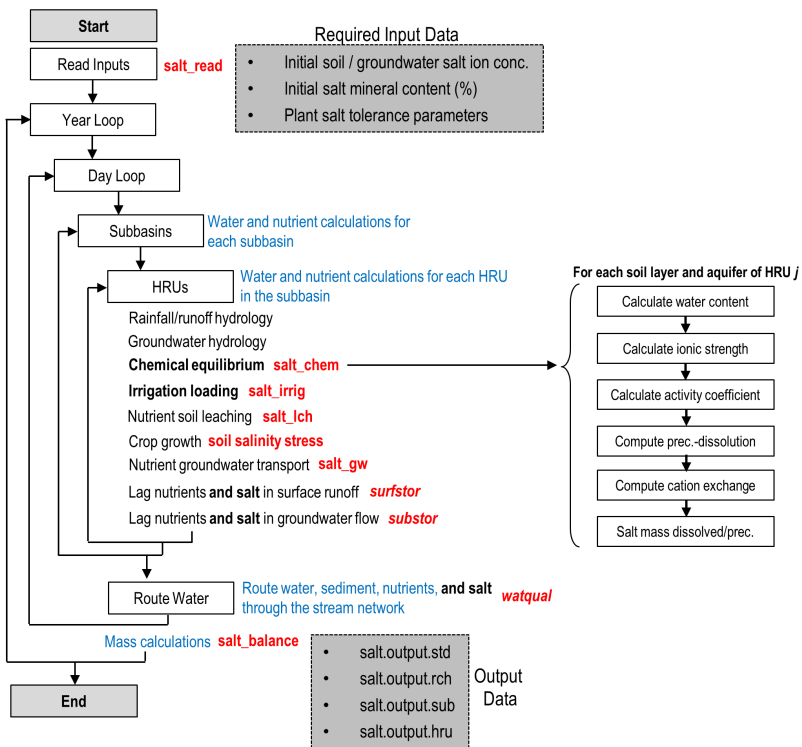 Start
Required Input Data
Read Inputs
salt_read
• Initial soil / groundwater salt ion conc.
• Initial salt mineral content (%)
• Plant salt tolerance parameters
Year Loop
Day Loop
Subbasins
Water and nutrient calculations for
each subbasin
HRUs
Water and nutrient calculations for each HRU
in the subbasin
Rainfall/runoff hydrology
Groundwater hydrology
Chemical equilibrium salt_chem
Irrigation loading salt_irrig
Nutrient soil leaching salt_lch
Crop growth soil salinity stress
Nutrient groundwater transport salt_gw
Lag nutrients and salt in surface runoff surfstor
Lag nutrients and salt in groundwater flow substor
For each soil layer and aquifer of HRU j
Calculate water content
Calculate ionic strength
Calculate activity coefficient
Compute prec.-dissolution
Compute cation exchange
Salt mass dissolved/prec.
Route Water
Route water, sediment, nutrients, and salt
through the stream network
watqual
Mass calculations salt_balance
• salt.output.std
• salt.output.rch
• salt.output.sub
• salt.output.hru
Output
Data
End